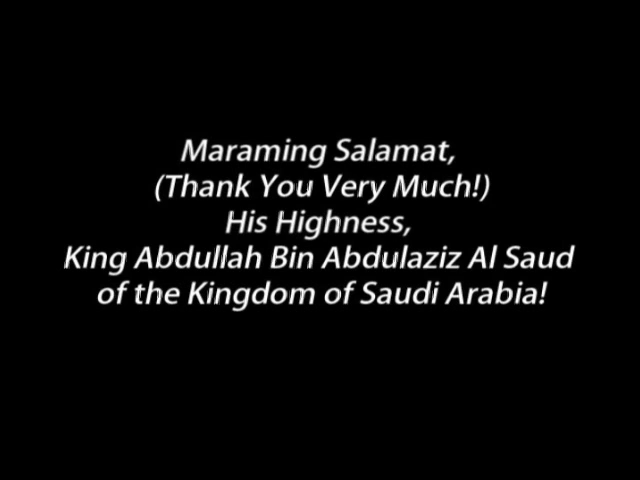 Maraming Salamat,
(Thank You Very Much!)
His Highness,
King Abdullah Bin Abdulaziz Al Saud
of the Kingdom of Saudi Arabia!